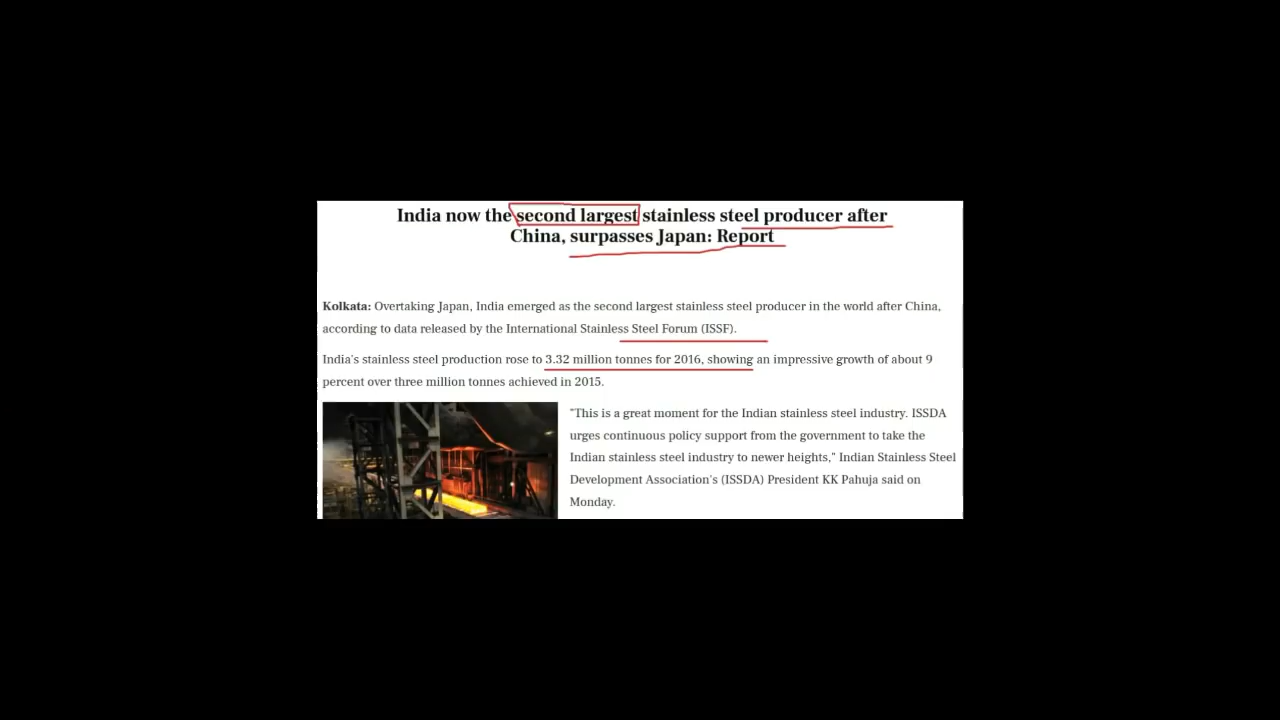 India now the second largest stainless steel producer after
China, surpasses Japan: Report
Kolkata: Overtaking Japan, India emerged as the second largest stainless steel producer in the world after China,
according to data released by the International Stainless Steel Forum (ISSF).
India's stainless steel production rose to 3.32 million tonnes for 2016, showing an impressive growth of about 9
percent over three million tonnes achieved in 2015.
"This is a great moment for the Indian stainless steel industry. ISSDA
urges continuous policy support from the government to take the
Indian stainless steel industry to newer heights," Indian Stainless Steel
Development Association's (ISSDA) President KK Pahuja said on
Monday.